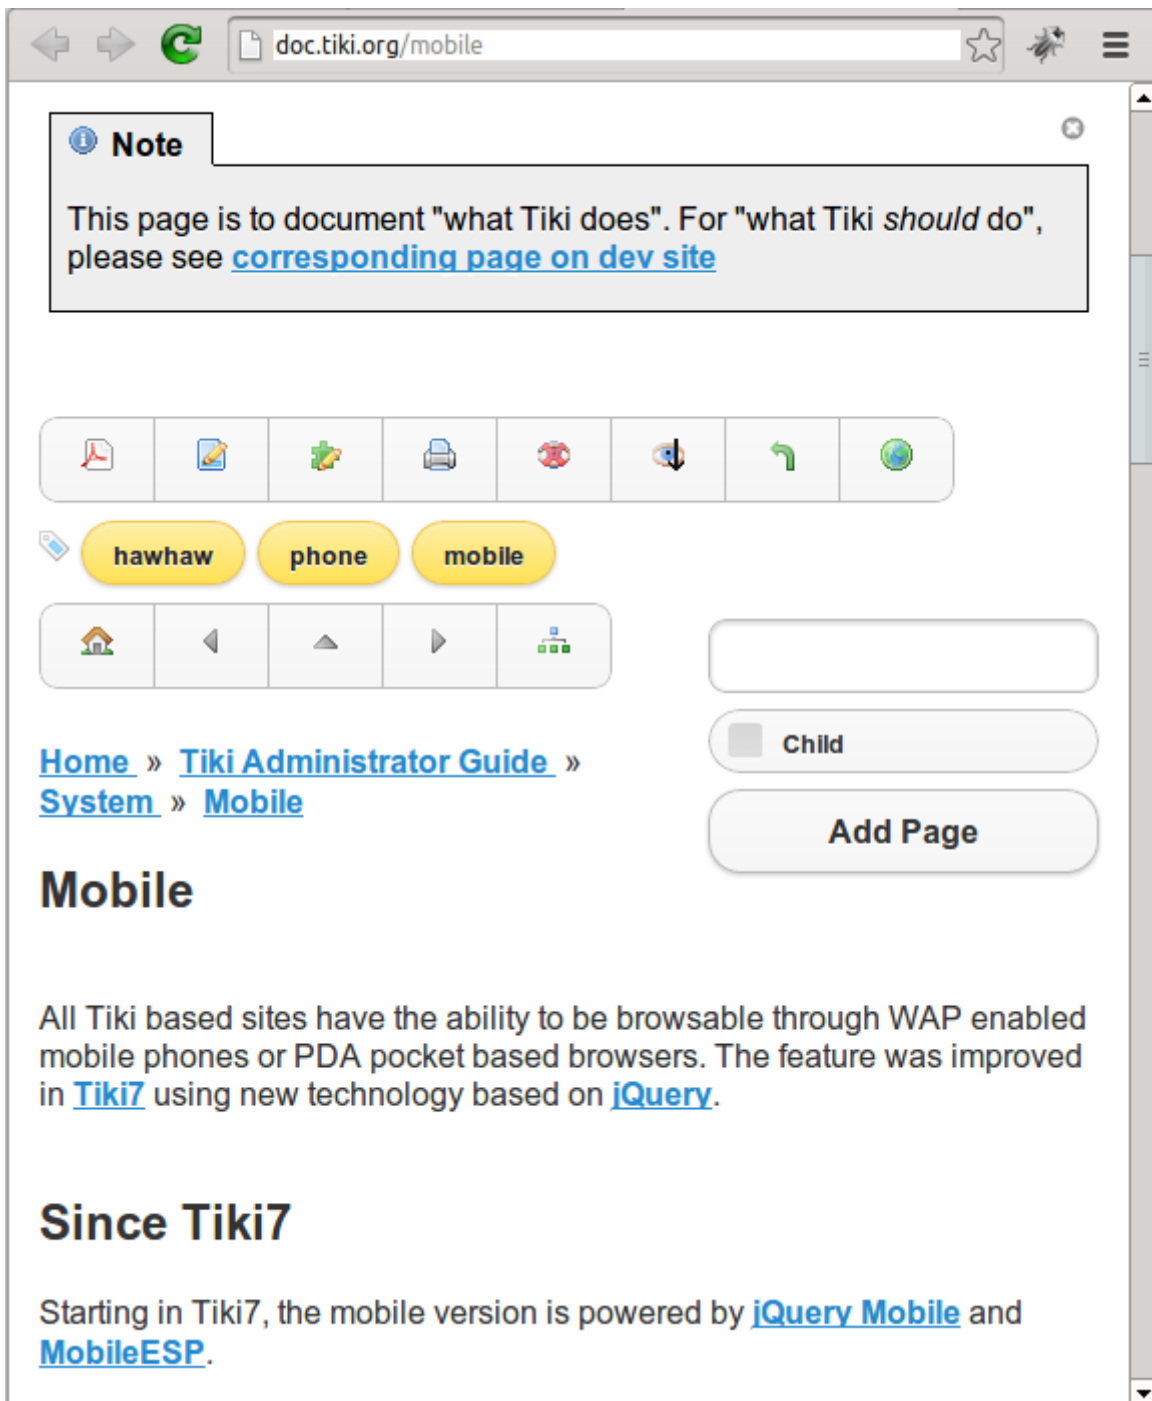 doc.tiki.org/mobile
Note
This page is to document "what Tiki does". For "what Tiki should do",
please see corresponding page on dev site
hawhaw phone mobile
Child
Add Page
Home » Tiki Administrator Guide »
System » Mobile
Mobile
All Tiki based sites have the ability to be browsable through WAP enabled
mobile phones or PDA pocket based browsers. The feature was improved
in Tiki7 using new technology based on jQuery.
Since Tiki7
Starting in Tiki7, the mobile version is powered by jQuery Mobile and
MobileESP.